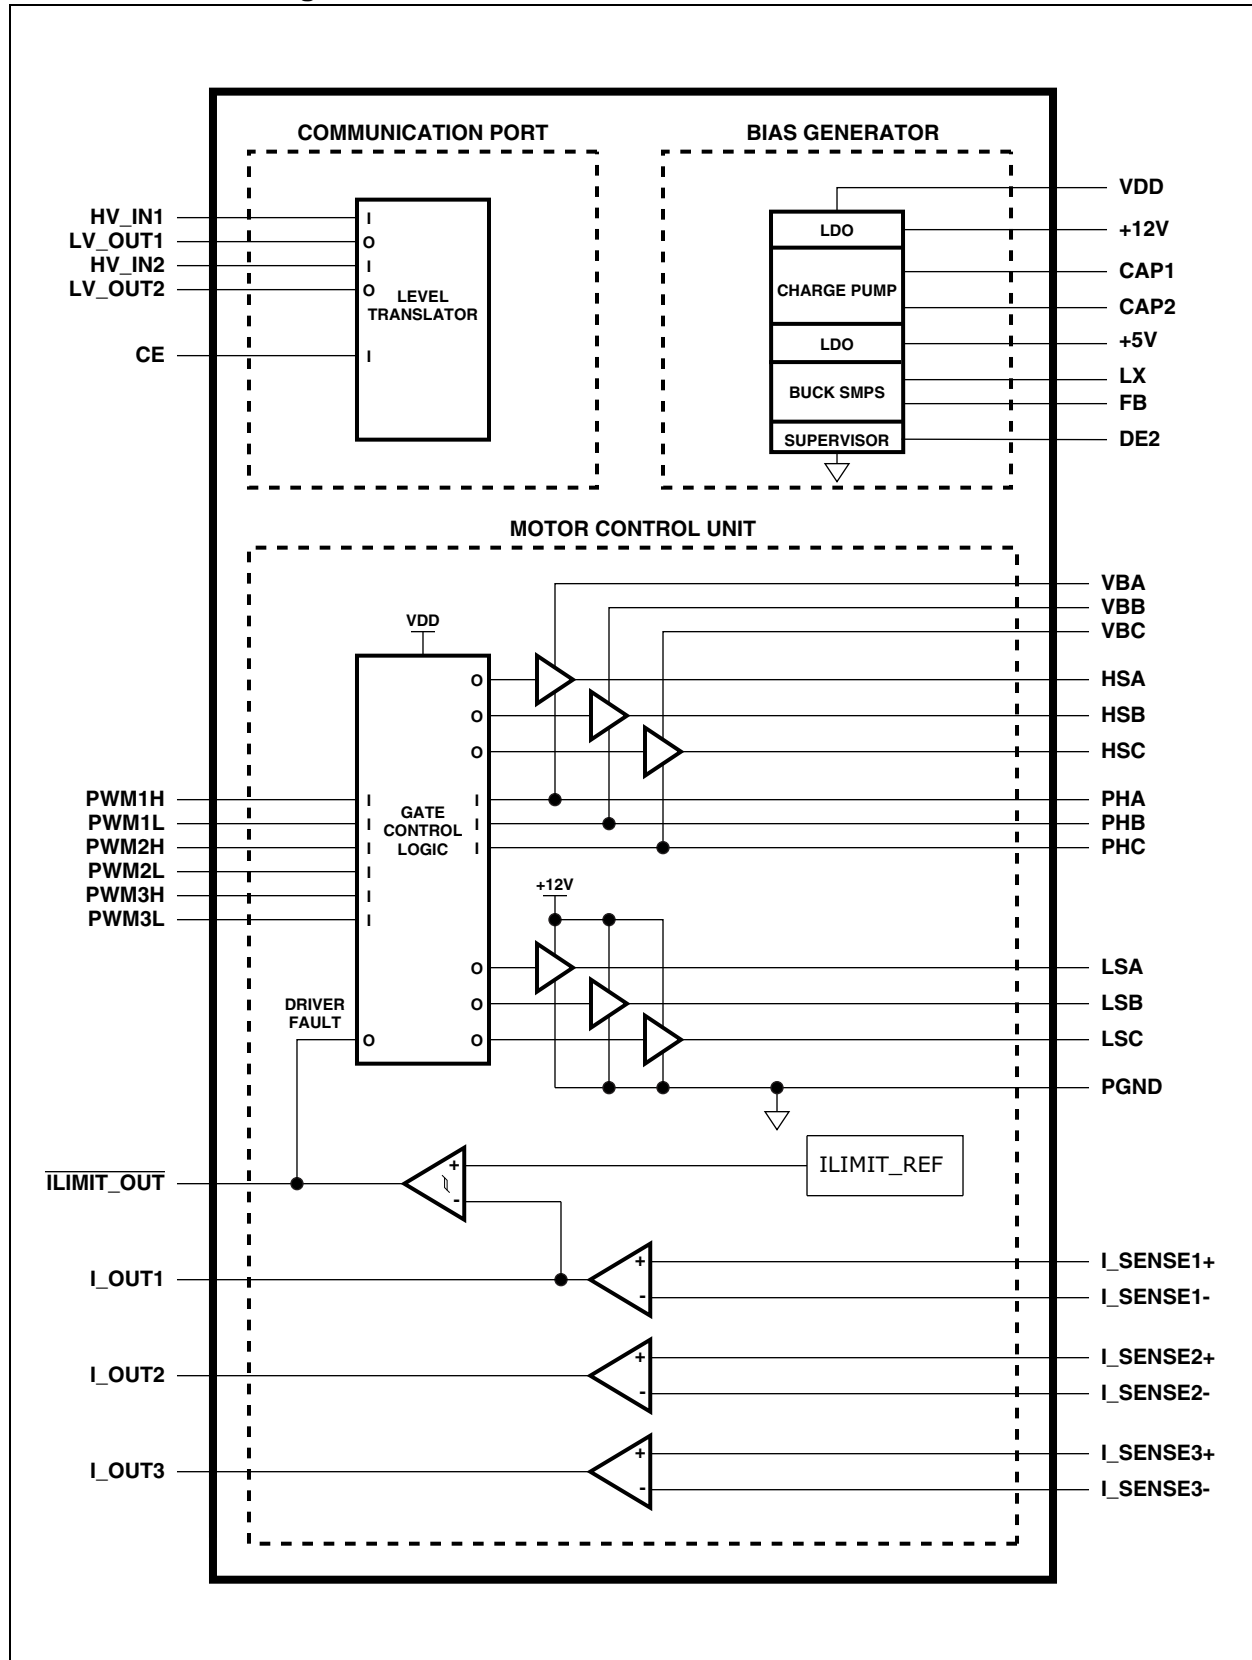 COMMUNICATION PORT
BIAS GENERATOR
HV_IN1
LV_OUT1
HV_IN2
LV_OUT2
CE
I
O
I
O
I
LEVEL
TRANSLATOR
LDO
CHARGE PUMP
LDO
BUCK SMPS
SUPERVISOR
VDD
+12V
CAP1
CAP2
+5V
LX
FB
DE2
MOTOR CONTROL UNIT
VDD
PWM1H
PWM1L
PWM2H
PWM2L
PWM3H
PWM3L
I
I
I
I
I
I
GATE
CONTROL
LOGIC
O
O
O
I
I
I
O
O
O
DRIVER
FAULT
O
+12V
VBA
VBB
VBC
HSA
HSB
HSC
PHA
PHB
PHC
LSA
LSB
LSC
PGND
ILIMIT_OUT
+
-
ILIMIT_REF
I_OUT1
+
-
I_SENSE1+
I_SENSE1-
I_OUT2
+
-
I_SENSE2+
I_SENSE2-
I_OUT3
+
-
I_SENSE3+
I_SENSE3-